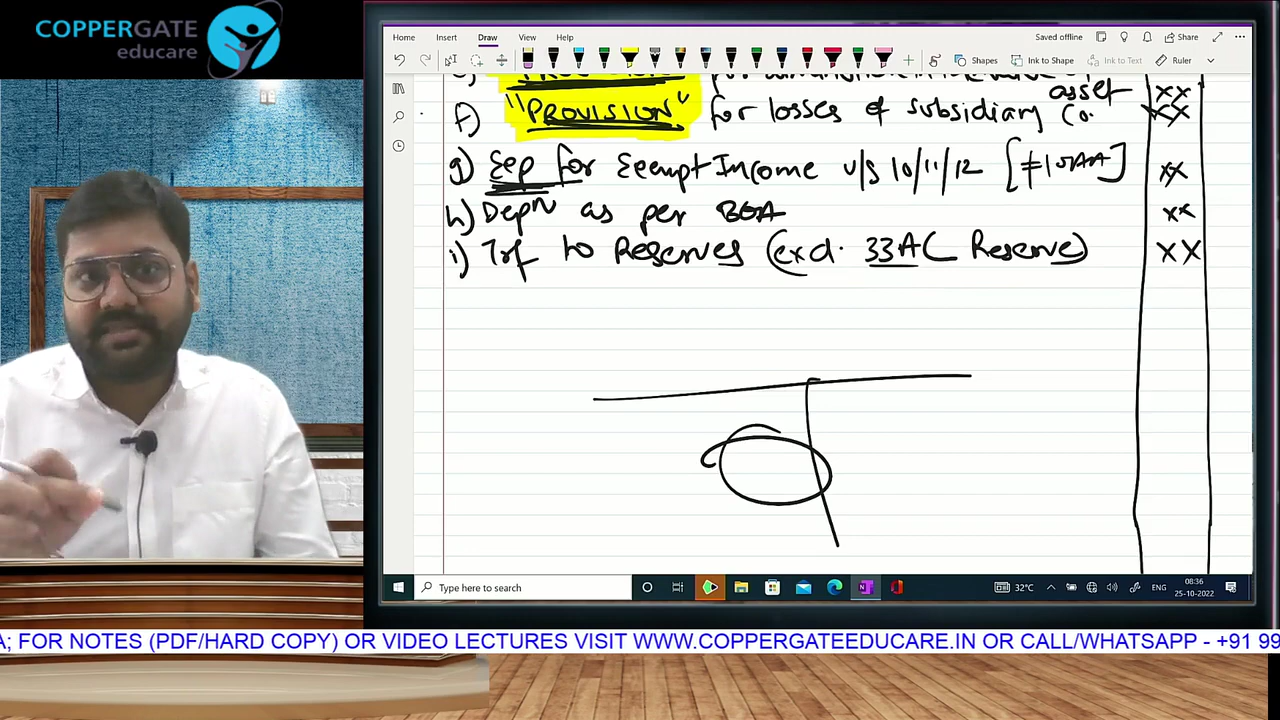 COPPERGATE
educare
Home Insert Draw View Help
Saved offline
Share
Shapes
Ink to Shape
Ink to Text
Ruler
asset xx
f) "PROVISION" for losses of subsidiary Co. xx
g) Exp for Exempt Income u/s 10/11/12 [≠10AA] xx
h) Depn as per xx
i) Trf to Reserves (excl. 33AC Reserve) xx
Type here to search
32°C
ENG
08:36
25-10-2022
A; FOR NOTES (PDF/HARD COPY) OR VIDEO LECTURES VISIT WWW.COPPERGATEEDUCARE.IN OR CALL/WHATSAPP - +91 99